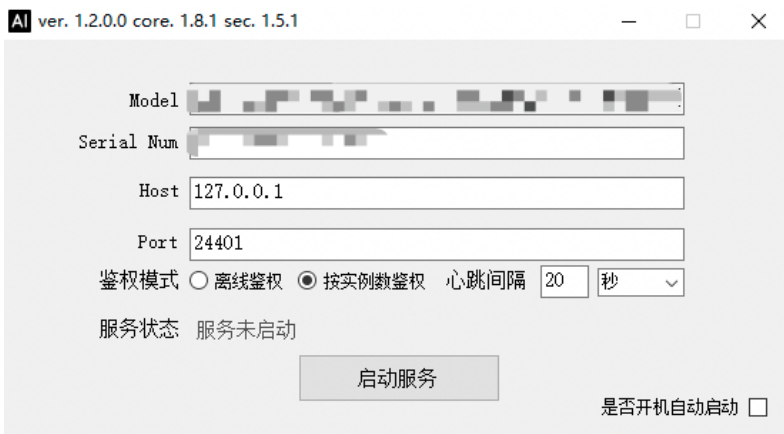 AI ver. 1.2.0.0 core. 1.8.1 sec. 1.5.1
Model
Serial Num
Host 127.0.0.1
Port 24401
鉴权模式 离线鉴权 按实例数鉴权 心跳间隔 20 秒
服务状态 服务未启动
启动服务
是否开机自动启动